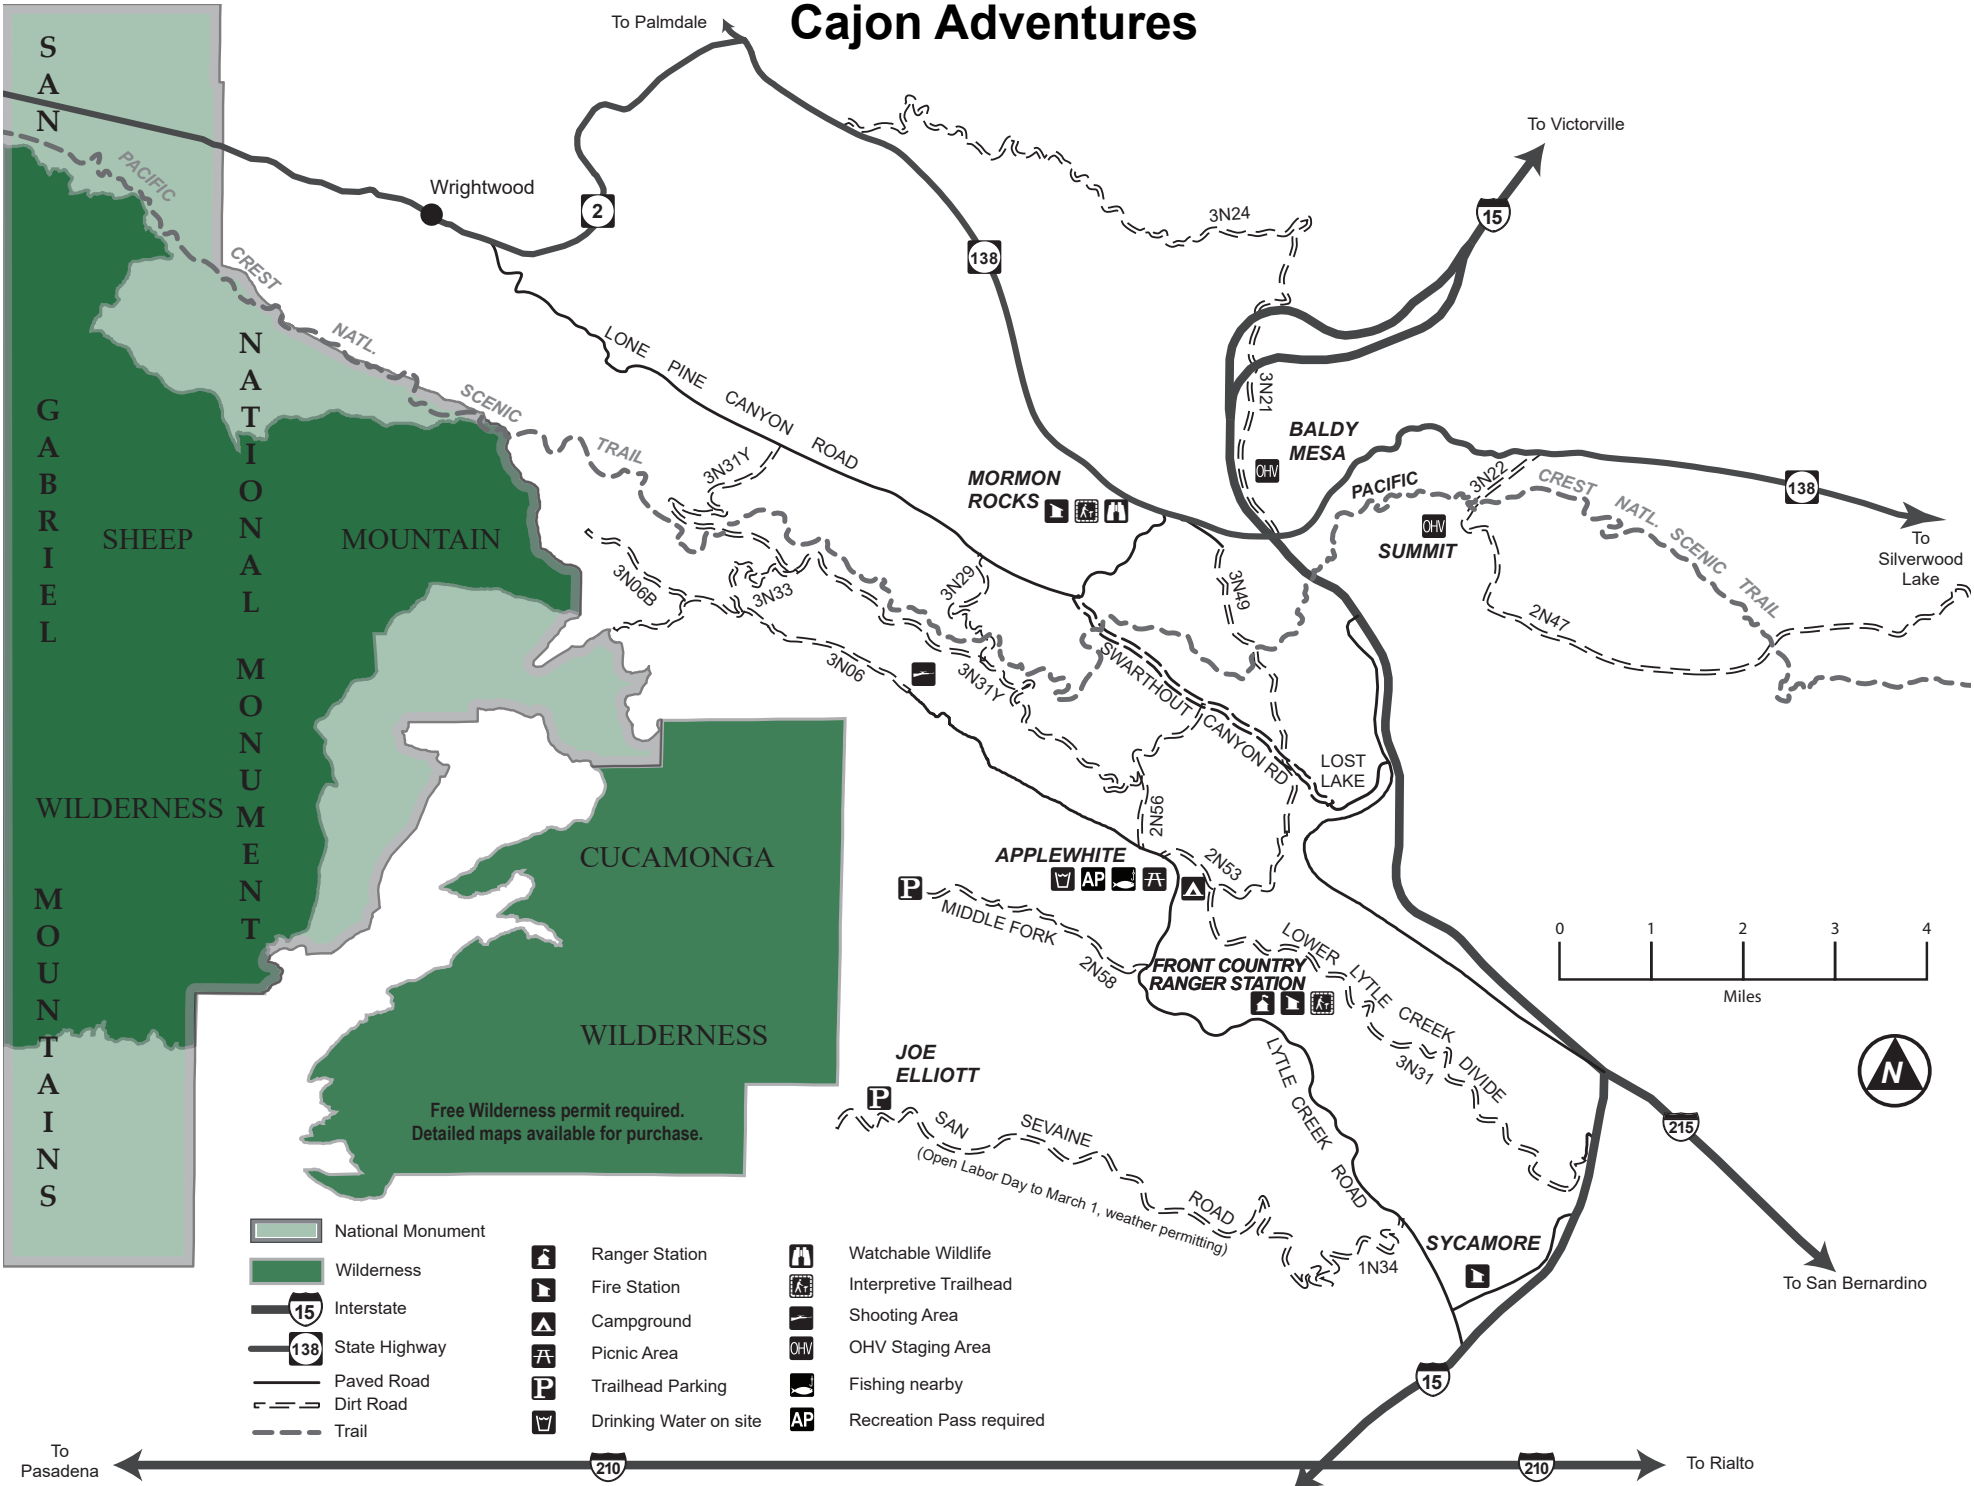 Cajon Adventures
To Palmdale
To Victorville
SAN
GABRIEL
MOUNTAINS
NATIONAL
MONUMENT
PACIFIC
CREST
NATL.
SCENIC
TRAIL
Wrightwood
2
138
15
3N24
LONE PINE CANYON ROAD
3N21
BALDY
MESA
OHV
MORMON
ROCKS
PACIFIC
CREST NATL. SCENIC TRAIL
3N22
138
OHV
SUMMIT
To
Silverwood
Lake
3N31Y
3N06B
3N33
3N29
3N49
2N47
SHEEP
MOUNTAIN
WILDERNESS
3N06
3N31Y
SWARTHOUT CANYON RD
LOST
LAKE
2N56
CUCAMONGA
WILDERNESS
Free Wilderness permit required.
Detailed maps available for purchase.
APPLEWHITE
AP
2N53
P
MIDDLE FORK
2N58
FRONT COUNTRY
RANGER STATION
LOWER LYTLE CREEK DIVIDE
3N31
0 1 2 3 4
Miles
N
JOE
ELLIOTT
P
SAN SEVAINE ROAD
(Open Labor Day to March 1, weather permitting)
LYTLE CREEK ROAD
1N34
SYCAMORE
215
To San Bernardino
15
National Monument
Wilderness
15 Interstate
138 State Highway
Paved Road
Dirt Road
Trail
Ranger Station
Fire Station
Campground
Picnic Area
P Trailhead Parking
Drinking Water on site
Watchable Wildlife
Interpretive Trailhead
Shooting Area
OHV OHV Staging Area
Fishing nearby
AP Recreation Pass required
To
Pasadena
210
210
To Rialto